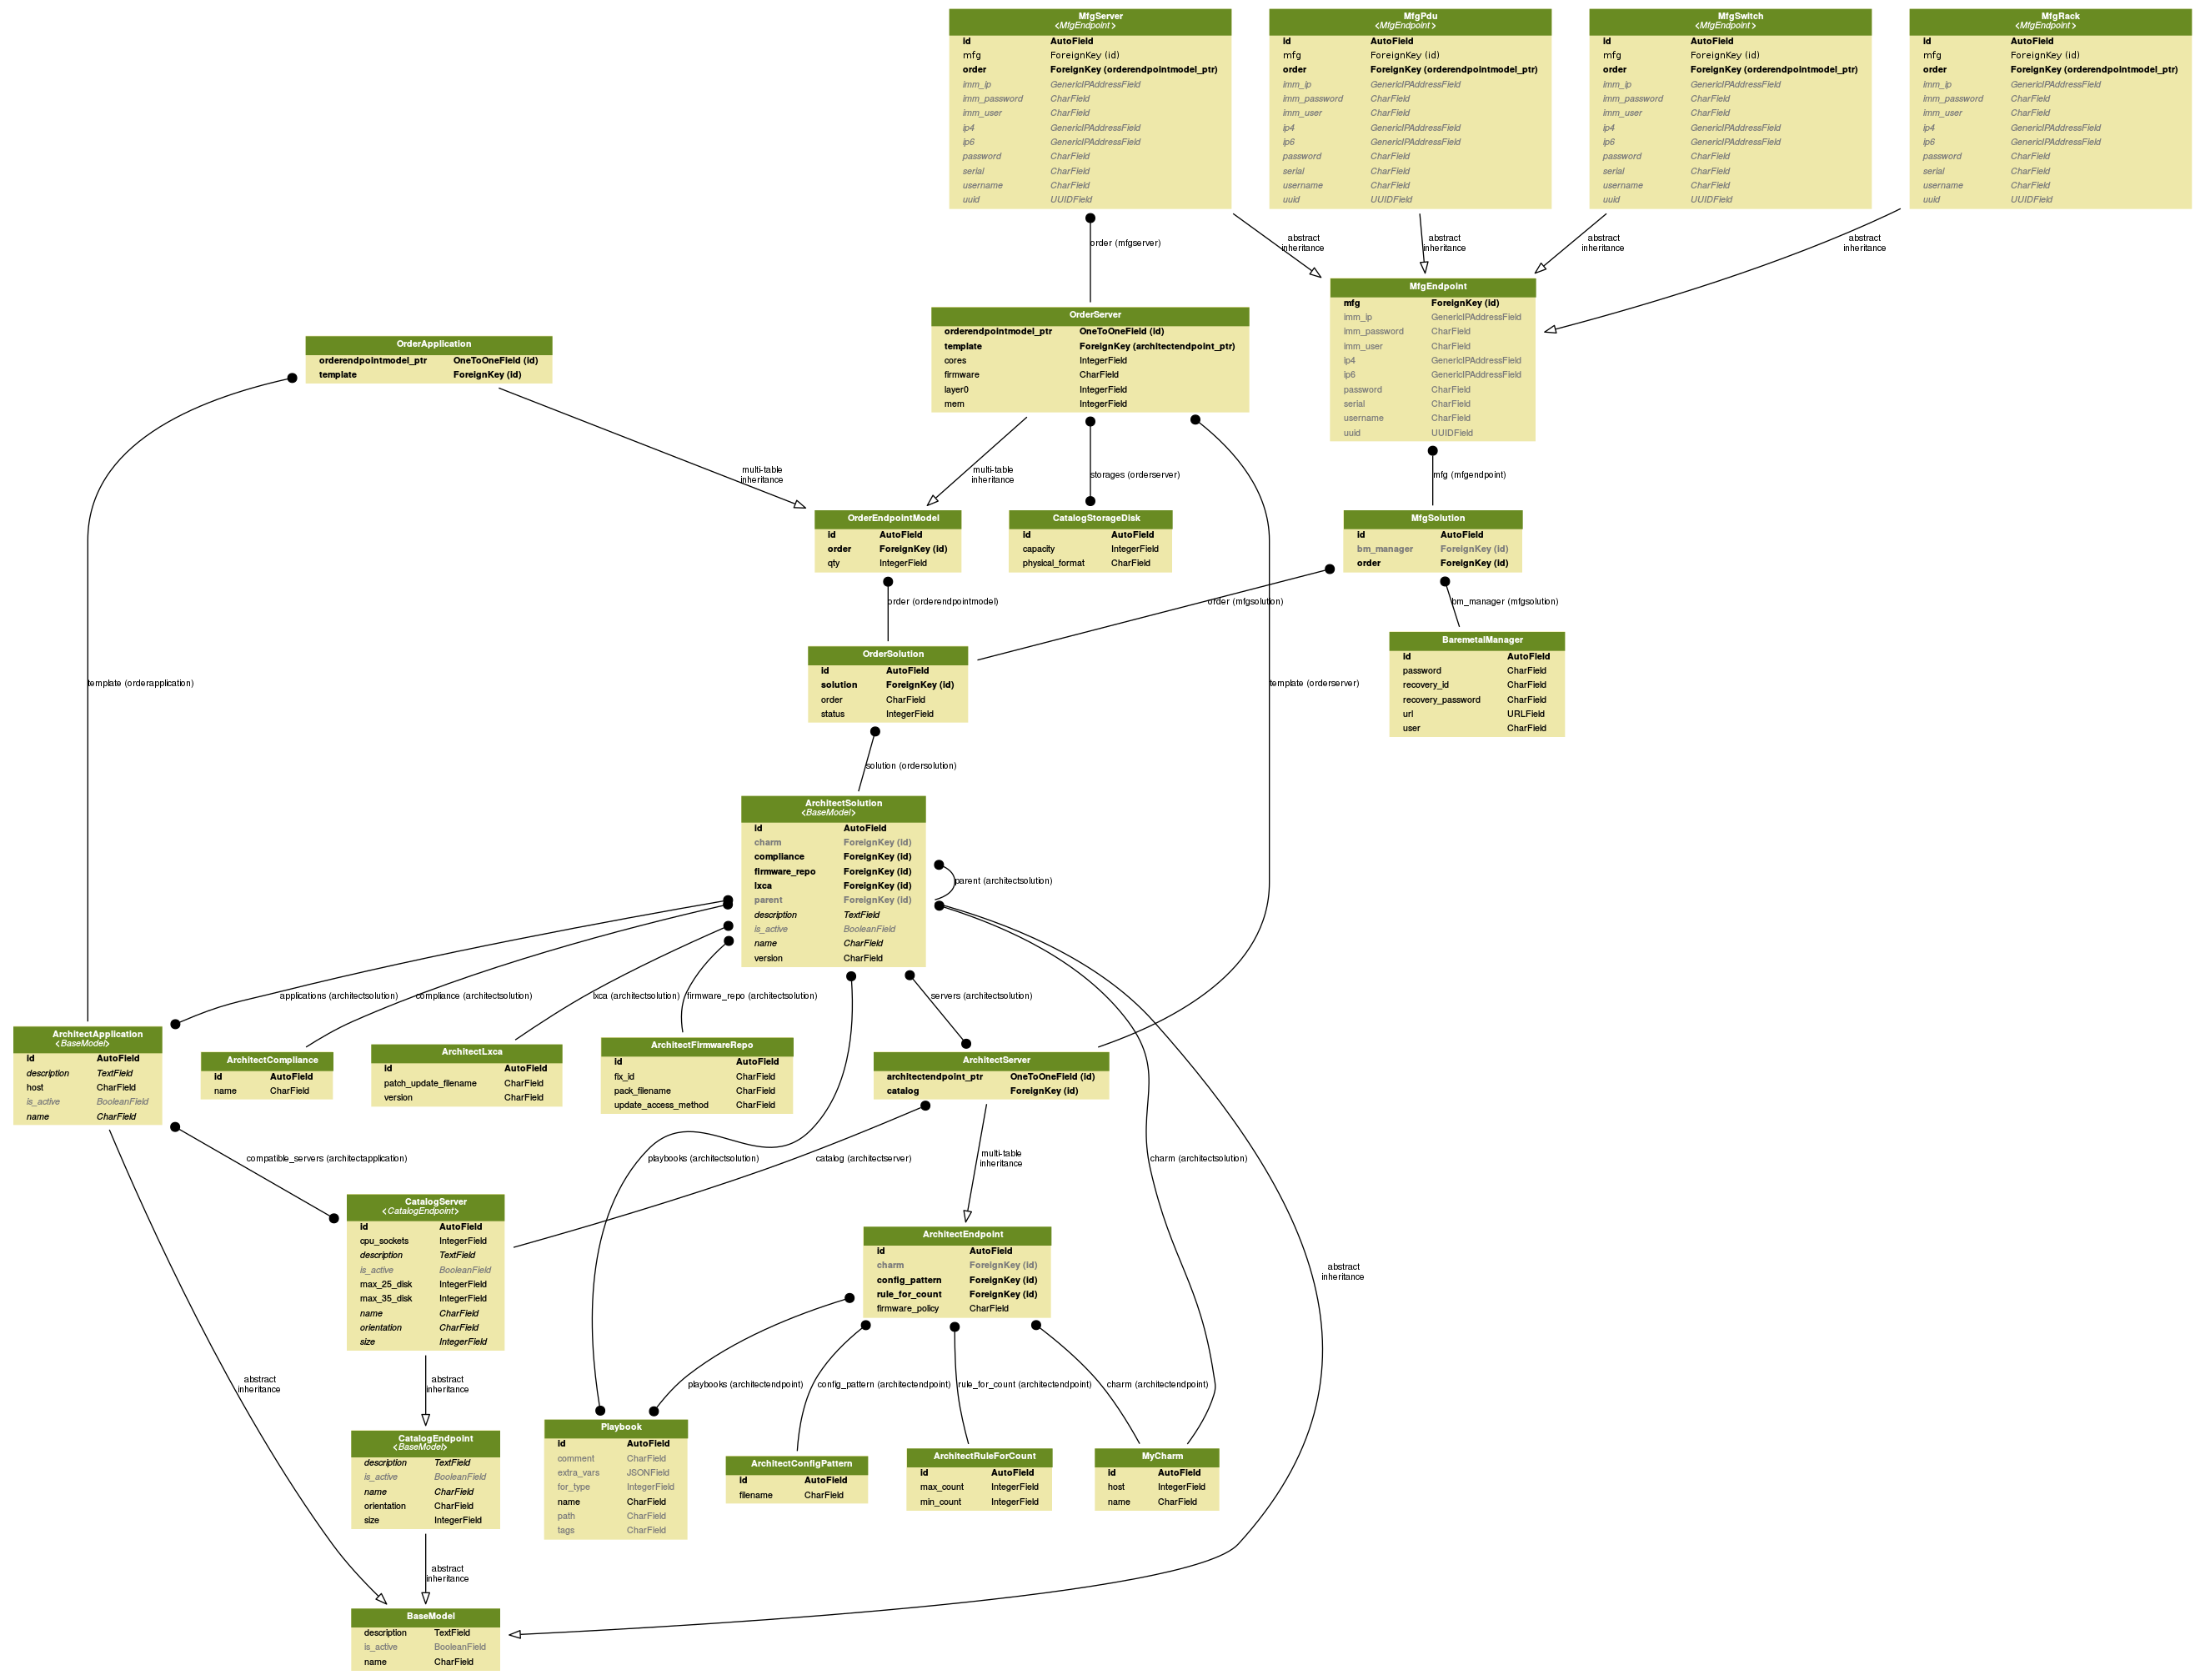 MfgServer
<MfgEndpoint>
id AutoField
mfg ForeignKey (id)
order ForeignKey (orderendpointmodel_ptr)
imm_ip GenericIPAddressField
imm_password CharField
imm_user CharField
ip4 GenericIPAddressField
ip6 GenericIPAddressField
password CharField
serial CharField
username CharField
uuid UUIDField
MfgPdu
<MfgEndpoint>
id AutoField
mfg ForeignKey (id)
order ForeignKey (orderendpointmodel_ptr)
imm_ip GenericIPAddressField
imm_password CharField
imm_user CharField
ip4 GenericIPAddressField
ip6 GenericIPAddressField
password CharField
serial CharField
username CharField
uuid UUIDField
MfgSwitch
<MfgEndpoint>
id AutoField
mfg ForeignKey (id)
order ForeignKey (orderendpointmodel_ptr)
imm_ip GenericIPAddressField
imm_password CharField
imm_user CharField
ip4 GenericIPAddressField
ip6 GenericIPAddressField
password CharField
serial CharField
username CharField
uuid UUIDField
MfgRack
<MfgEndpoint>
id AutoField
mfg ForeignKey (id)
order ForeignKey (orderendpointmodel_ptr)
imm_ip GenericIPAddressField
imm_password CharField
imm_user CharField
ip4 GenericIPAddressField
ip6 GenericIPAddressField
password CharField
serial CharField
username CharField
uuid UUIDField
order (mfgserver)
abstract
inheritance
abstract
inheritance
abstract
inheritance
abstract
inheritance
OrderApplication
orderendpointmodel_ptr OneToOneField (id)
template ForeignKey (id)
OrderServer
orderendpointmodel_ptr OneToOneField (id)
template ForeignKey (architectendpoint_ptr)
cores IntegerField
firmware CharField
layer0 IntegerField
mem IntegerField
MfgEndpoint
mfg ForeignKey (id)
imm_ip GenericIPAddressField
imm_password CharField
imm_user CharField
ip4 GenericIPAddressField
ip6 GenericIPAddressField
password CharField
serial CharField
username CharField
uuid UUIDField
multi-table
inheritance
multi-table
inheritance
storages (orderserver)
mfg (mfgendpoint)
OrderEndpointModel
id AutoField
order ForeignKey (id)
qty IntegerField
CatalogStorageDisk
id AutoField
capacity IntegerField
physical_format CharField
MfgSolution
id AutoField
bm_manager ForeignKey (id)
order ForeignKey (id)
order (orderendpointmodel)
order (mfgsolution)
bm_manager (mfgsolution)
OrderSolution
id AutoField
solution ForeignKey (id)
order CharField
status IntegerField
BaremetalManager
id AutoField
password CharField
recovery_id CharField
recovery_password CharField
url URLField
user CharField
template (orderapplication)
template (orderserver)
solution (ordersolution)
ArchitectSolution
<BaseModel>
id AutoField
charm ForeignKey (id)
compliance ForeignKey (id)
firmware_repo ForeignKey (id)
lxca ForeignKey (id)
parent ForeignKey (id)
description TextField
is_active BooleanField
name CharField
version CharField
parent (architectsolution)
applications (architectsolution)
compliance (architectsolution)
lxca (architectsolution)
firmware_repo (architectsolution)
servers (architectsolution)
ArchitectApplication
<BaseModel>
id AutoField
description TextField
host CharField
is_active BooleanField
name CharField
ArchitectCompliance
id AutoField
name CharField
ArchitectLxca
id AutoField
patch_update_filename CharField
version CharField
ArchitectFirmwareRepo
id AutoField
fix_id CharField
pack_filename CharField
update_access_method CharField
ArchitectServer
architectendpoint_ptr OneToOneField (id)
catalog ForeignKey (id)
compatible_servers (architectapplication)
playbooks (architectsolution)
catalog (architectserver)
multi-table
inheritance
charm (architectsolution)
CatalogServer
<CatalogEndpoint>
id AutoField
cpu_sockets IntegerField
description TextField
is_active BooleanField
max_25_disk IntegerField
max_35_disk IntegerField
name CharField
orientation CharField
size IntegerField
ArchitectEndpoint
id AutoField
charm ForeignKey (id)
config_pattern ForeignKey (id)
rule_for_count ForeignKey (id)
firmware_policy CharField
abstract
inheritance
abstract
inheritance
abstract
inheritance
playbooks (architectendpoint)
config_pattern (architectendpoint)
rule_for_count (architectendpoint)
charm (architectendpoint)
CatalogEndpoint
<BaseModel>
description TextField
is_active BooleanField
name CharField
orientation CharField
size IntegerField
Playbook
id AutoField
comment CharField
extra_vars JSONField
for_type IntegerField
name CharField
path CharField
tags CharField
ArchitectConfigPattern
id AutoField
filename CharField
ArchitectRuleForCount
id AutoField
max_count IntegerField
min_count IntegerField
MyCharm
id AutoField
host IntegerField
name CharField
abstract
inheritance
BaseModel
description TextField
is_active BooleanField
name CharField